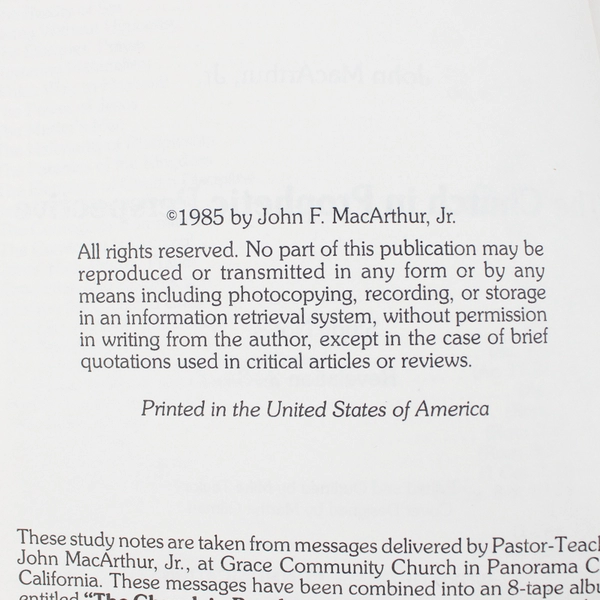 ©1985 by John F. MacArthur, Jr.
All rights reserved. No part of this publication may be
reproduced or transmitted in any form or by any
means including photocopying, recording, or storage
in an information retrieval system, without permission
in writing from the author, except in the case of brief
quotations used in critical articles or reviews.
Printed in the United States of America
These study notes are taken from messages delivered by Pastor-Teach
John MacArthur, Jr., at Grace Community Church in Panorama C
California. These messages have been combined into an 8-tape albu
entitled "The Church in